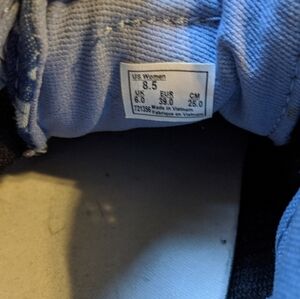 US Women
8.5
UK EUR CM
6.0 39.0 25.0
721356 Made in Vietnam
Fabriqué en Vietnam